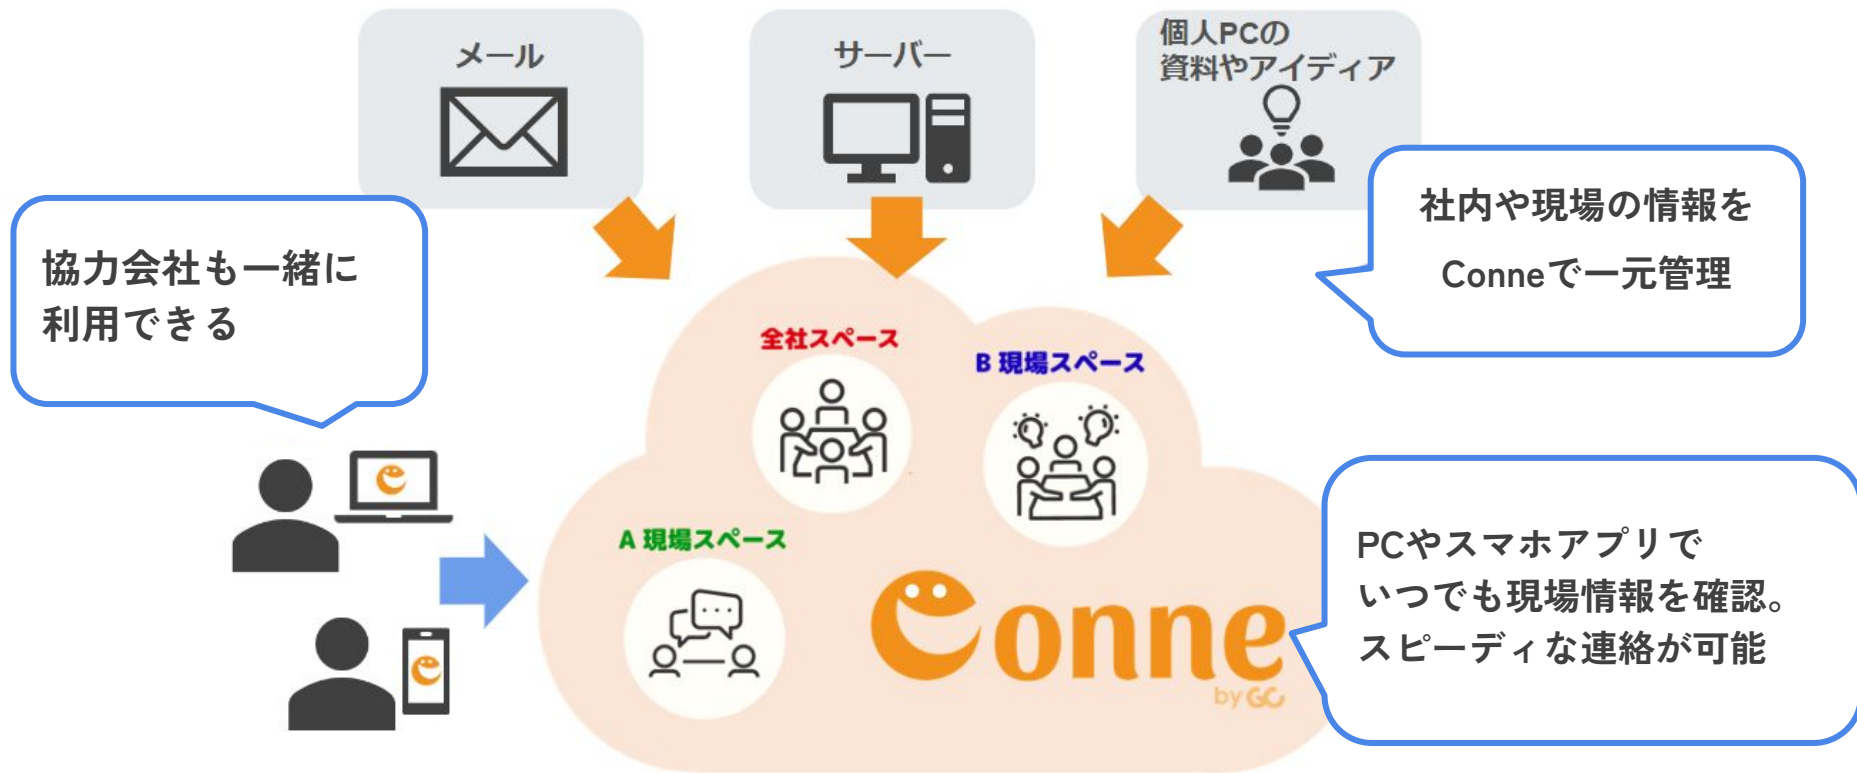 メール
サーバー
個人PCの
資料やアイディア
社内や現場の情報を
Conneで一元管理
協力会社も一緒に
利用できる
全社スペース
B 現場スペース
A 現場スペース
Conne
by GC
PCやスマホアプリで
いつでも現場情報を確認。
スピーディな連絡が可能